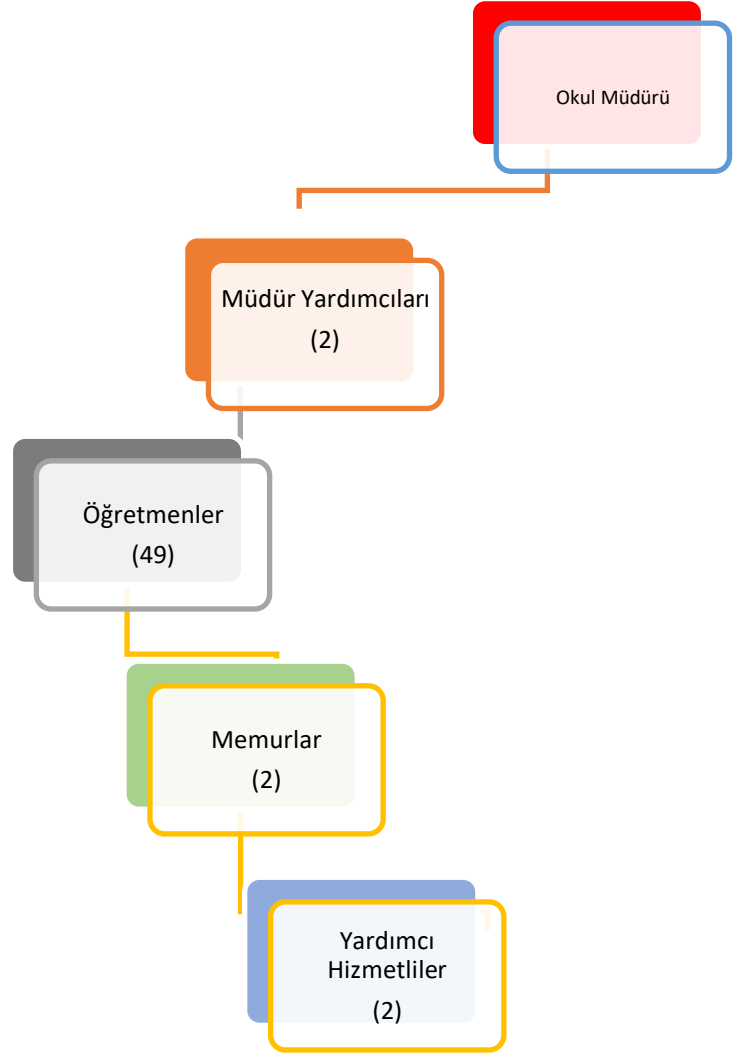 Okul Müdürü
Müdür Yardımcıları
(2)
Öğretmenler
(49)
Memurlar
(2)
Yardımcı
Hizmetliler
(2)